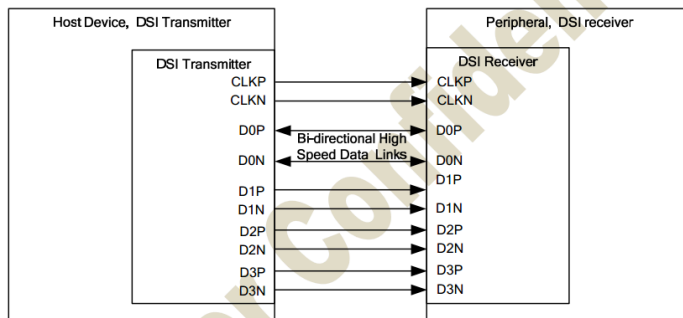 Host Device, DSI Transmitter
Peripheral, DSI receiver
DSI Transmitter
DSI Receiver
CLKP
CLKP
CLKN
CLKN
D0P
D0P
Bi-directional High
Speed Data Links
D0N
D0N
D1P
D1P
D1N
D1N
D2P
D2P
D2N
D2N
D3P
D3P
D3N
D3N